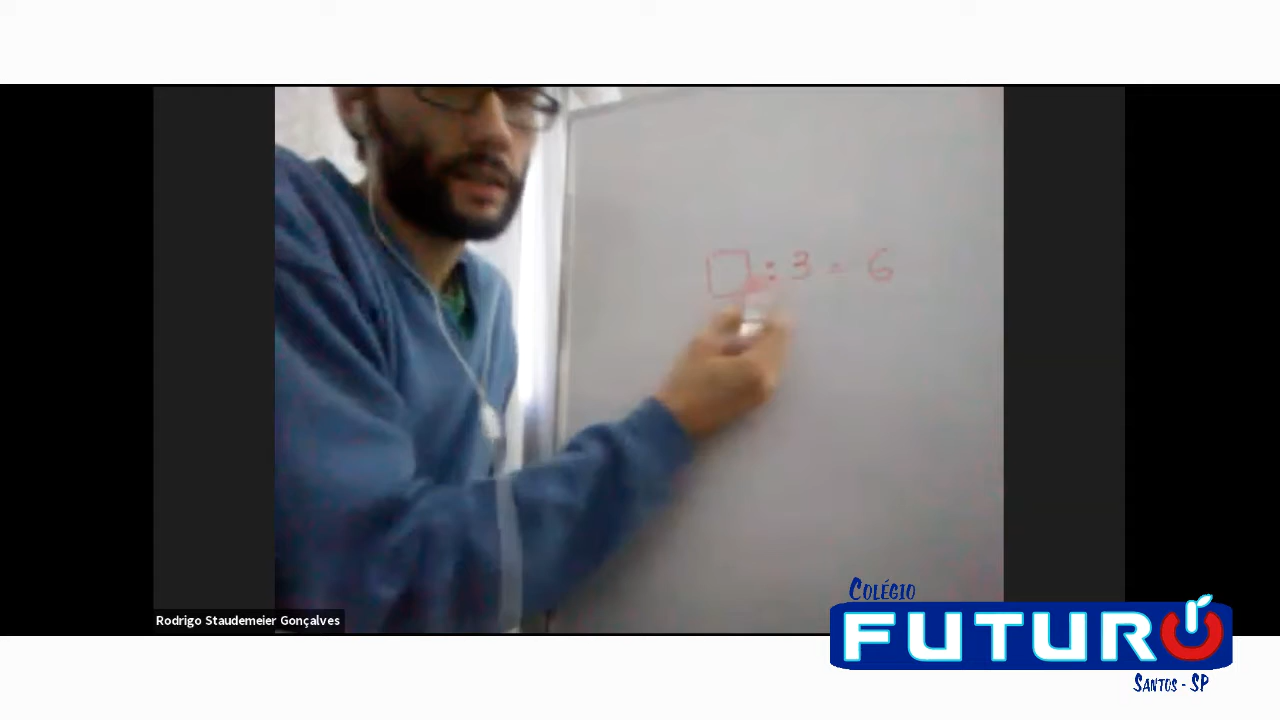 □ : 3 = 6
Rodrigo Staudemeier Gonçalves
COLÉGIO
FUTURO
SANTOS - SP